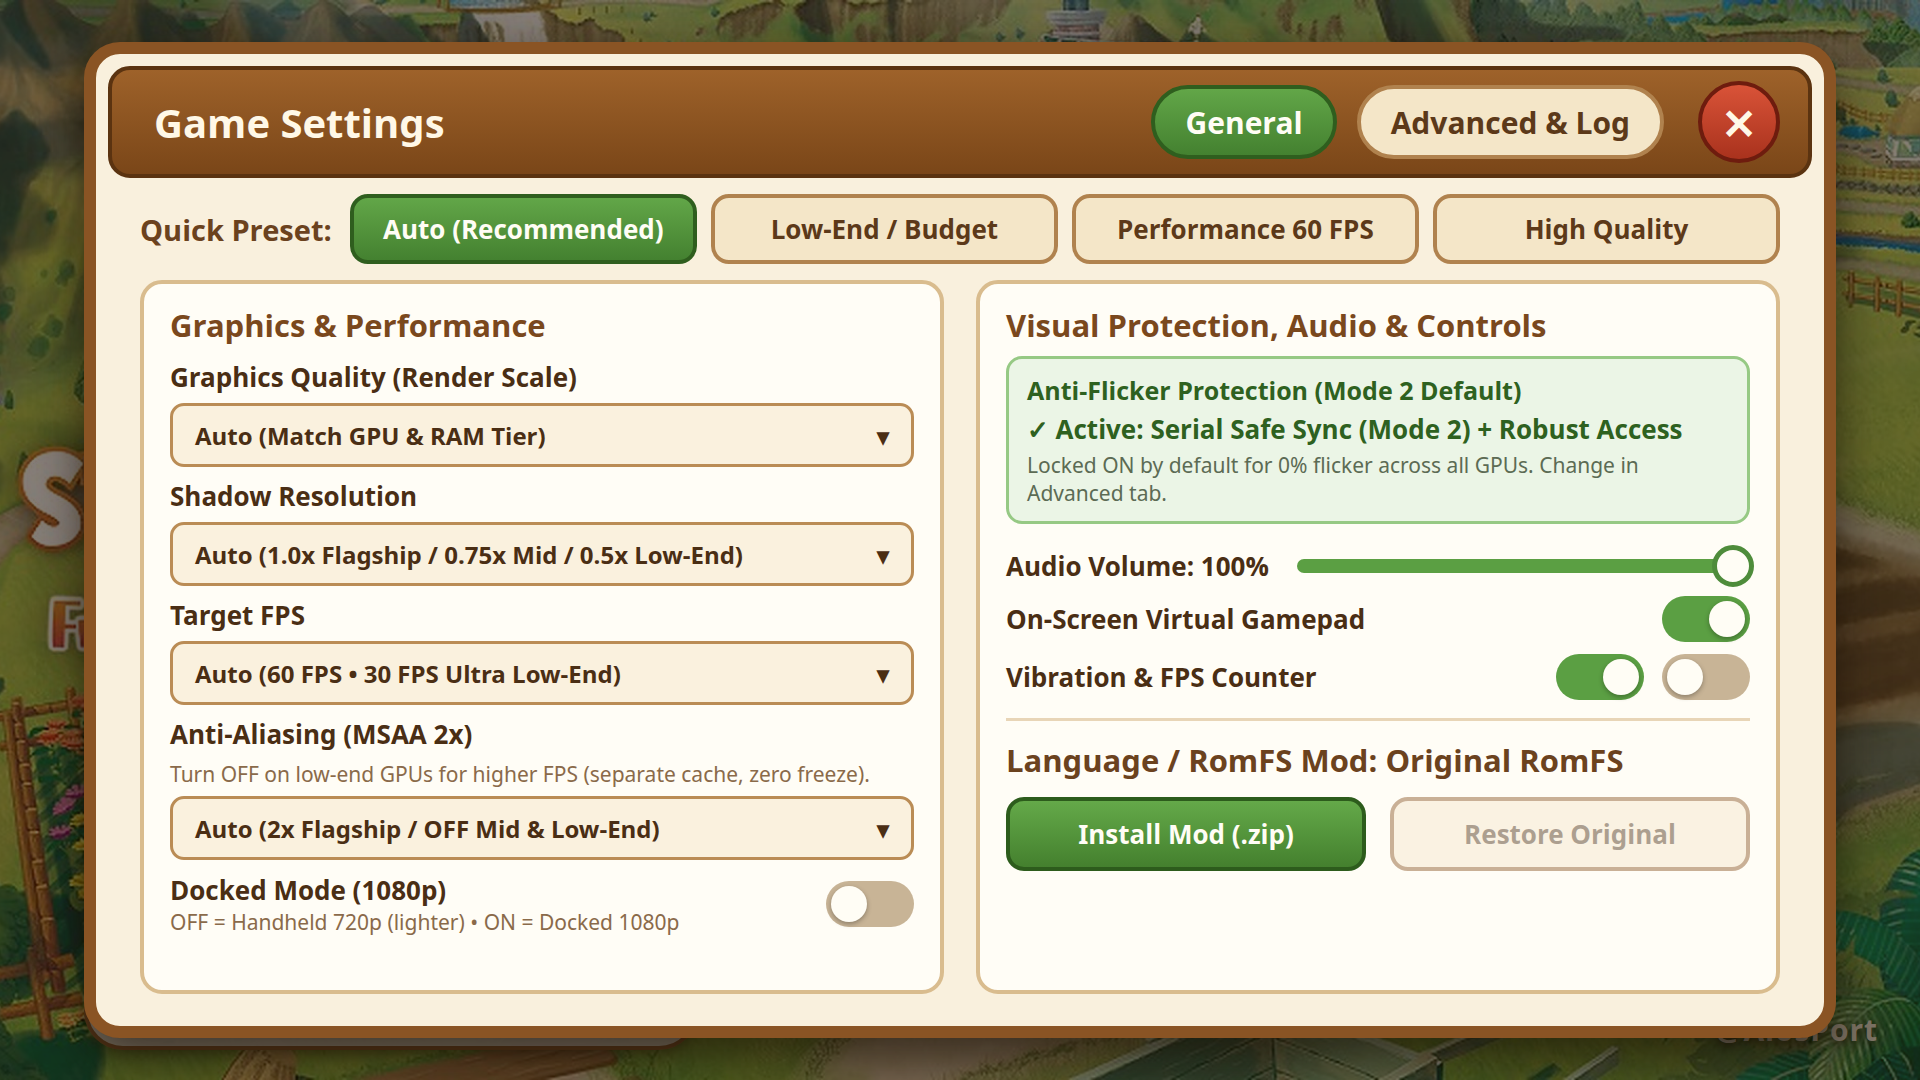 Game Settings
General
Advanced & Log
✕
Quick Preset:
Auto (Recommended)
Low-End / Budget
Performance 60 FPS
High Quality
Graphics & Performance
Graphics Quality (Render Scale)
Auto (Match GPU & RAM Tier)
Shadow Resolution
Auto (1.0x Flagship / 0.75x Mid / 0.5x Low-End)
Target FPS
Auto (60 FPS • 30 FPS Ultra Low-End)
Anti-Aliasing (MSAA 2x)
Turn OFF on low-end GPUs for higher FPS (separate cache, zero freeze).
Auto (2x Flagship / OFF Mid & Low-End)
Docked Mode (1080p)
OFF = Handheld 720p (lighter) • ON = Docked 1080p
Visual Protection, Audio & Controls
Anti-Flicker Protection (Mode 2 Default)
✓ Active: Serial Safe Sync (Mode 2) + Robust Access
Locked ON by default for 0% flicker across all GPUs. Change in
Advanced tab.
Audio Volume: 100%
On-Screen Virtual Gamepad
Vibration & FPS Counter
Language / RomFS Mod: Original RomFS
Install Mod (.zip)
Restore Original